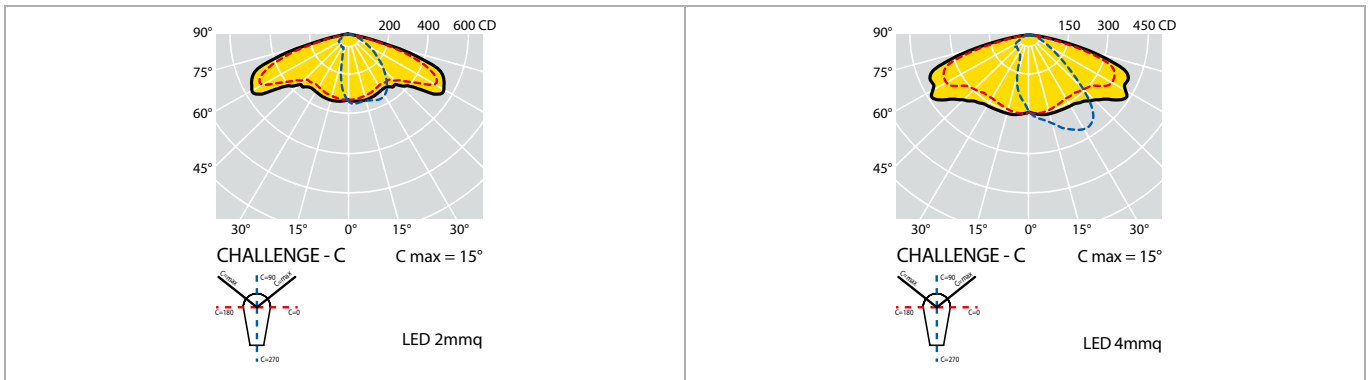 200 400 600 CD
90°
75°
60°
45°
30° 15° 0° 15° 30°
CHALLENGE - C C max = 15°
C=max C=90 C=max
C=180 C=0
C=270
LED 2mmq
150 300 450 CD
90°
75°
60°
45°
30° 15° 0° 15° 30°
CHALLENGE - C C max = 15°
C=max C=90 C=max
C=180 C=0
C=270
LED 4mmq